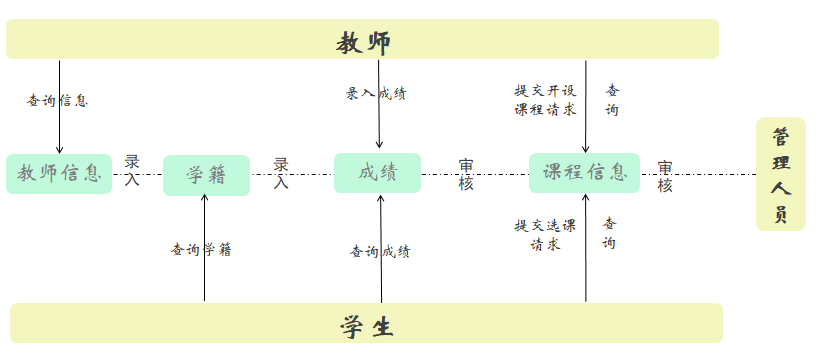 教师
查询信息
录入成绩
提交开设
课程请求
查
询
管
理
人
员
教师信息
录
入
学籍
录
入
成绩
审
核
课程信息
审
核
查询学籍
查询成绩
提交选课
请求
查
询
学生